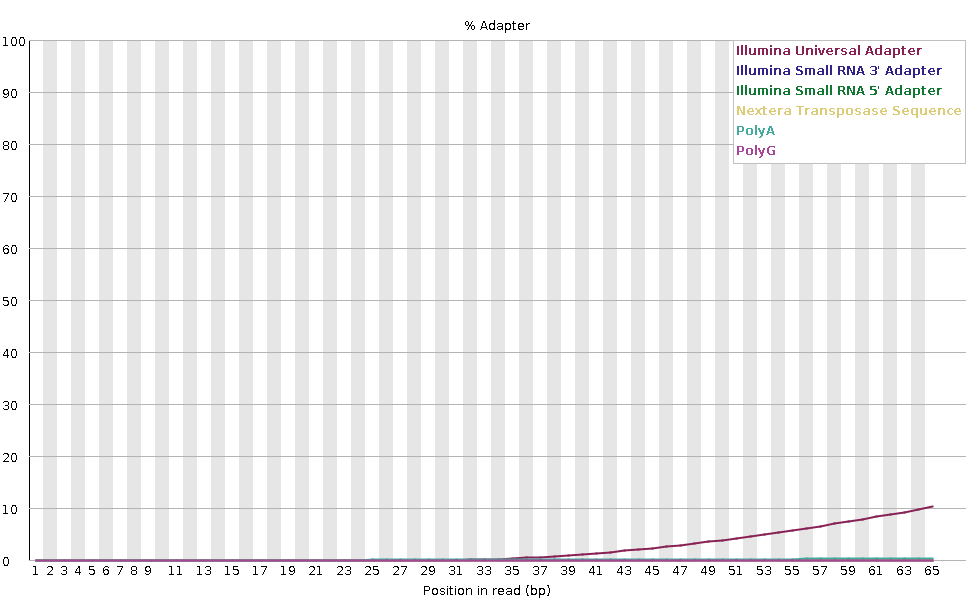 % Adapter
100
90
80
70
60
50
40
30
20
10
0
Illumina Universal Adapter
Illumina Small RNA 3' Adapter
Illumina Small RNA 5' Adapter
Nextera Transposase Sequence
PolyA
PolyG
1 2 3 4 5 6 7 8 9 11 13 15 17 19 21 23 25 27 29 31 33 35 37 39 41 43 45 47 49 51 53 55 57 59 61 63 65
Position in read (bp)